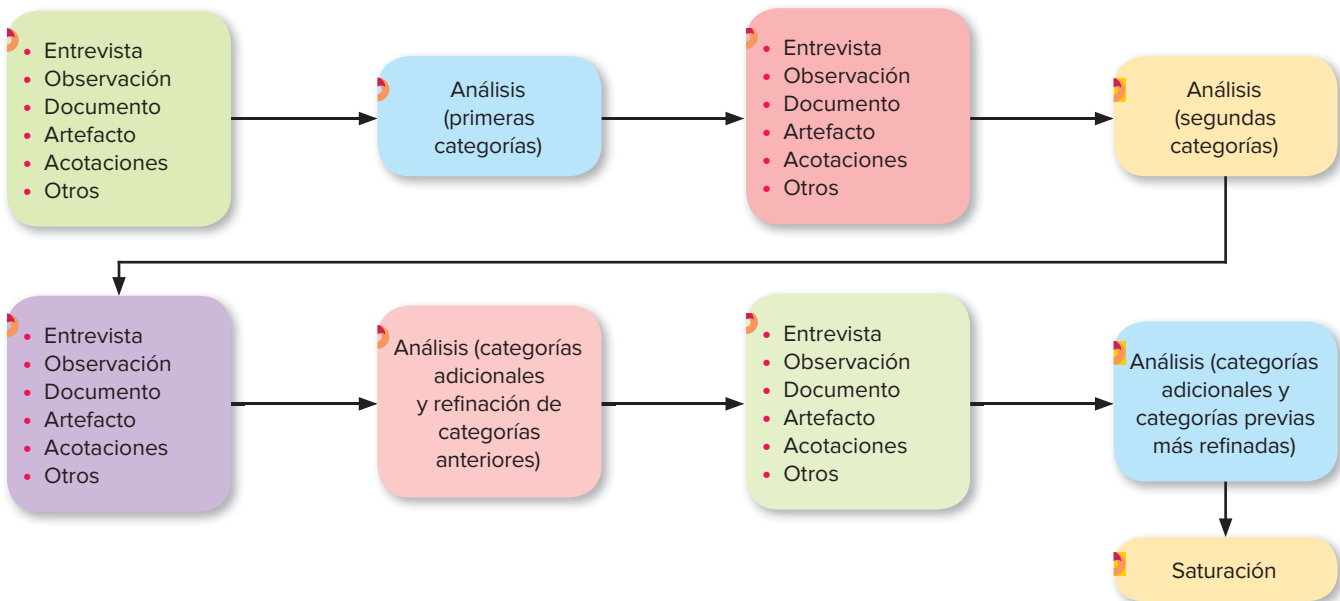 • Entrevista
• Observación
• Documento
• Artefacto
• Acotaciones
• Otros
Análisis
(primeras
categorías)
• Entrevista
• Observación
• Documento
• Artefacto
• Acotaciones
• Otros
Análisis
(segundas
categorías)
• Entrevista
• Observación
• Documento
• Artefacto
• Acotaciones
• Otros
Análisis (categorías
adicionales
y refinación de
categorías
anteriores)
• Entrevista
• Observación
• Documento
• Artefacto
• Acotaciones
• Otros
Análisis (categorías
adicionales y
categorías previas
más refinadas)
Saturación